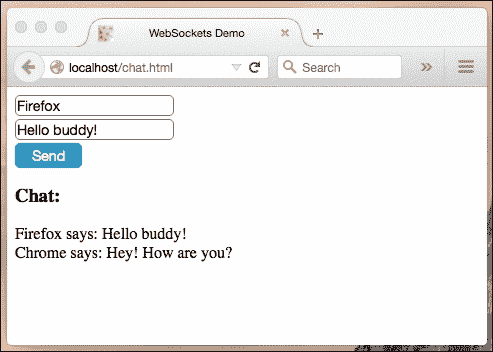 WebSockets Demo
localhost/chat.html
Search
Firefox
Hello buddy!
Send
Chat:
Firefox says: Hello buddy!
Chrome says: Hey! How are you?